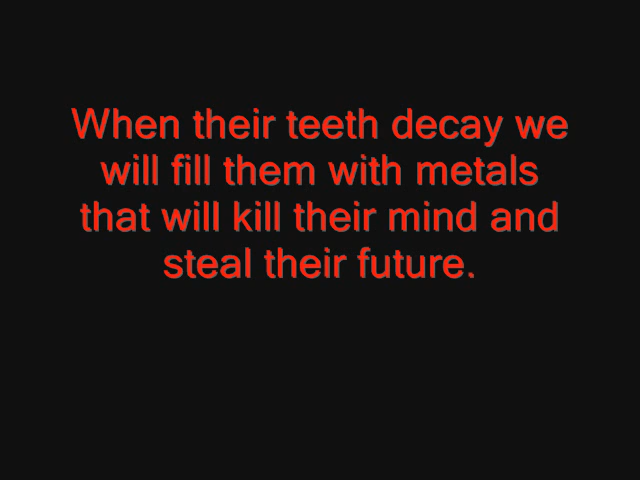 When their teeth decay we
will fill them with metals
that will kill their mind and
steal their future.